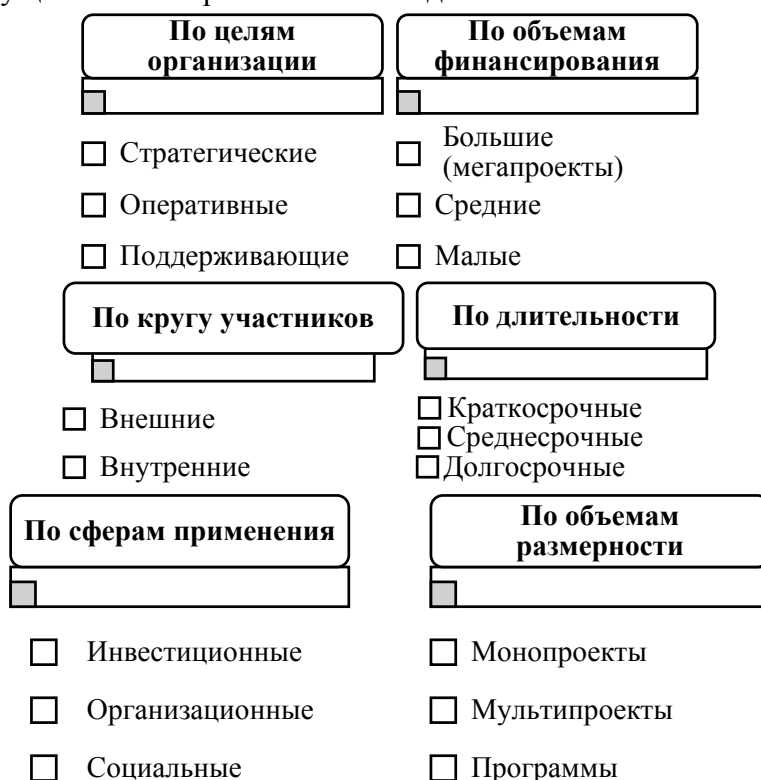 По целям
организации
По объемам
финансирования
Стратегические
Оперативные
Поддерживающие
Большие
(мегапроекты)
Средние
Малые
По кругу участников
По длительности
Внешние
Внутренние
Краткосрочные
Среднесрочные
Долгосрочные
По сферам применения
По объемам
размерности
Инвестиционные
Организационные
Социальные
Монопроекты
Мультипроекты
Программы